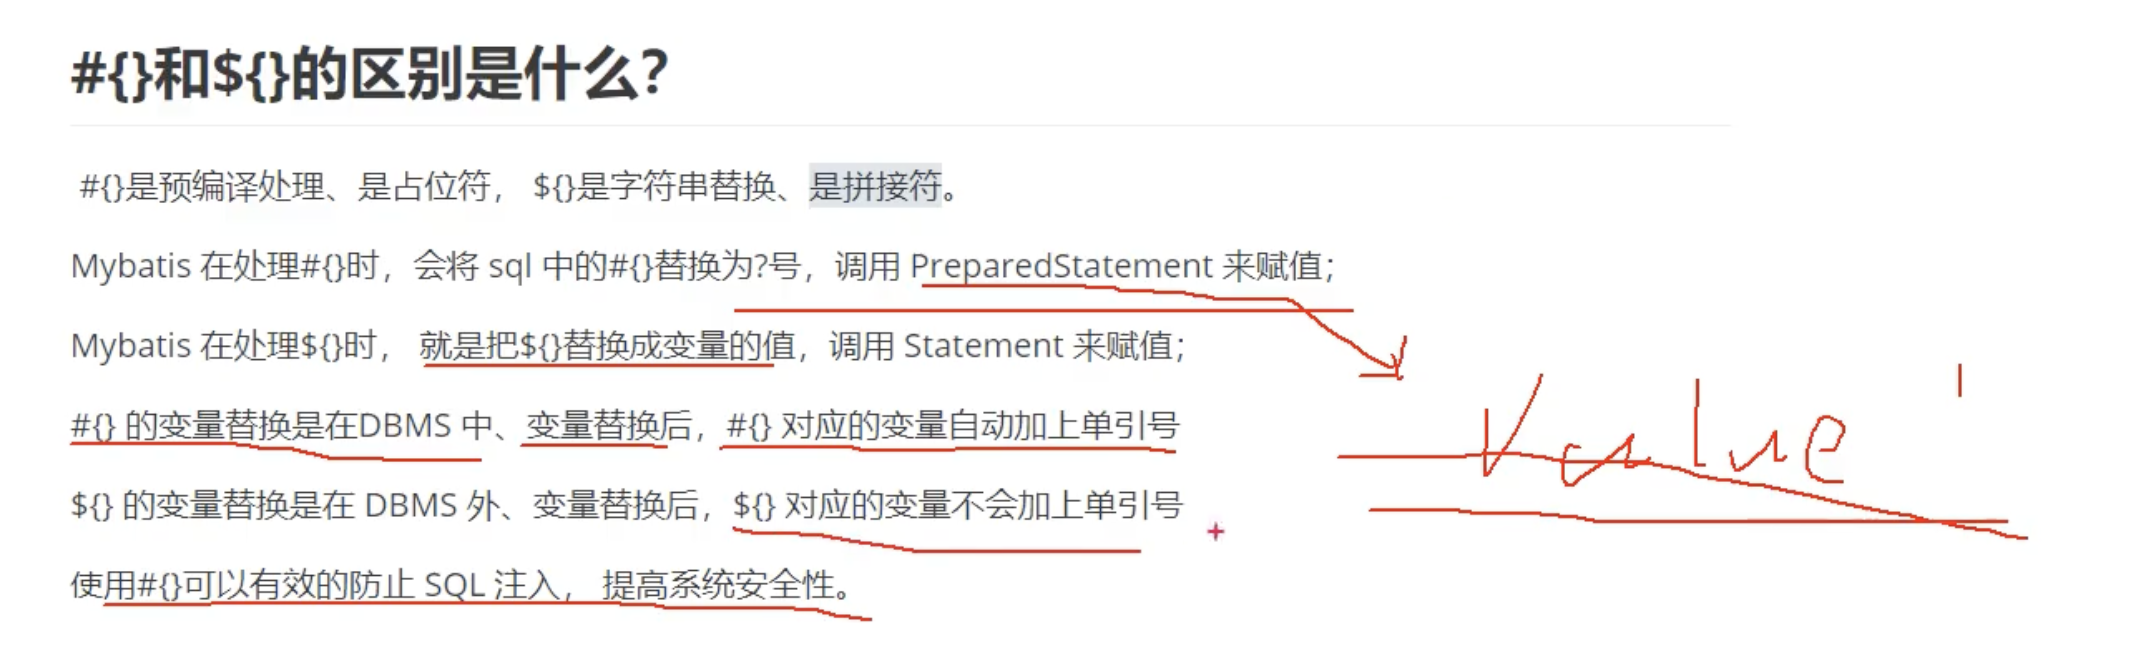 #{}和${}的区别是什么？
#{}是预编译处理、是占位符， ${}是字符串替换、是拼接符。
Mybatis 在处理#{}时，会将 sql 中的#{}替换为?号，调用 PreparedStatement 来赋值；
Mybatis 在处理${}时， 就是把${}替换成变量的值，调用 Statement 来赋值；
#{} 的变量替换是在DBMS 中、变量替换后，#{} 对应的变量自动加上单引号
${} 的变量替换是在 DBMS 外、变量替换后，${} 对应的变量不会加上单引号
使用#{}可以有效的防止 SQL 注入， 提高系统安全性。
Value '